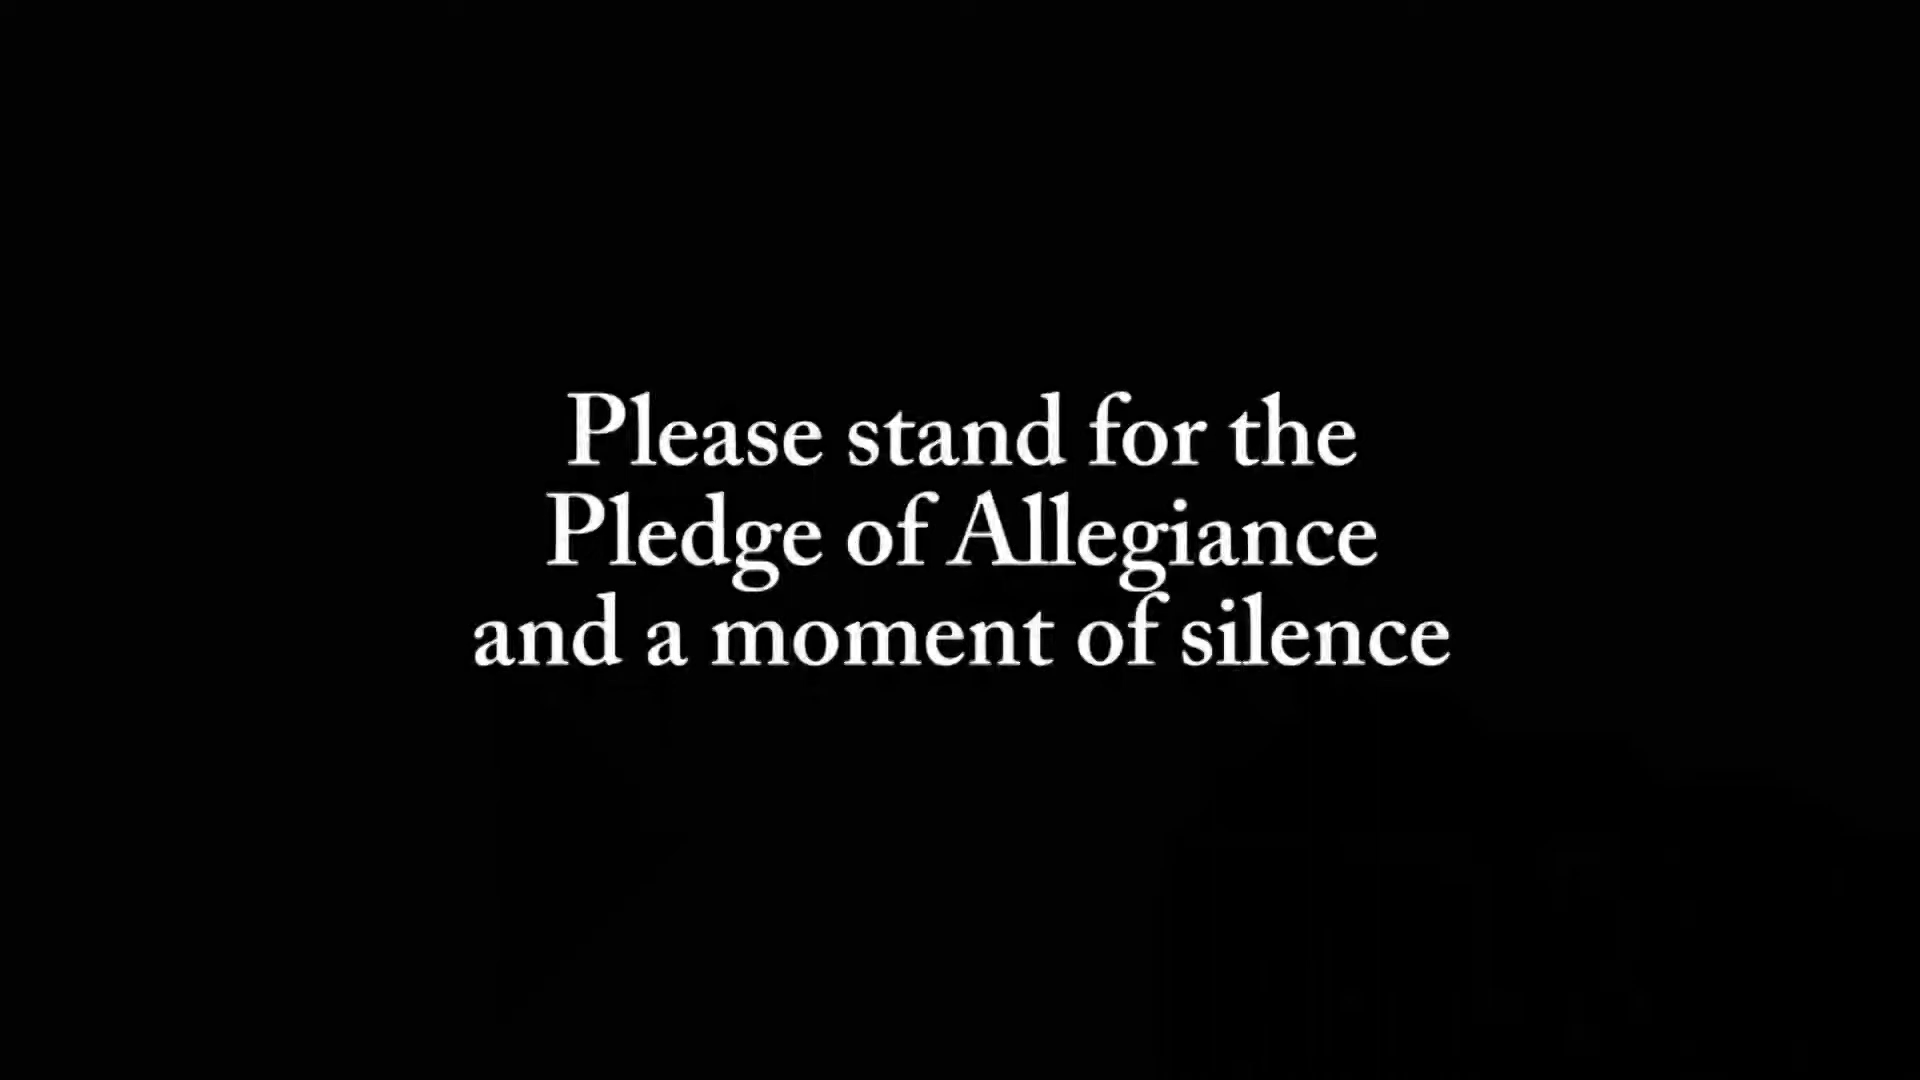 Please stand for the
Pledge of Allegiance
and a moment of silence